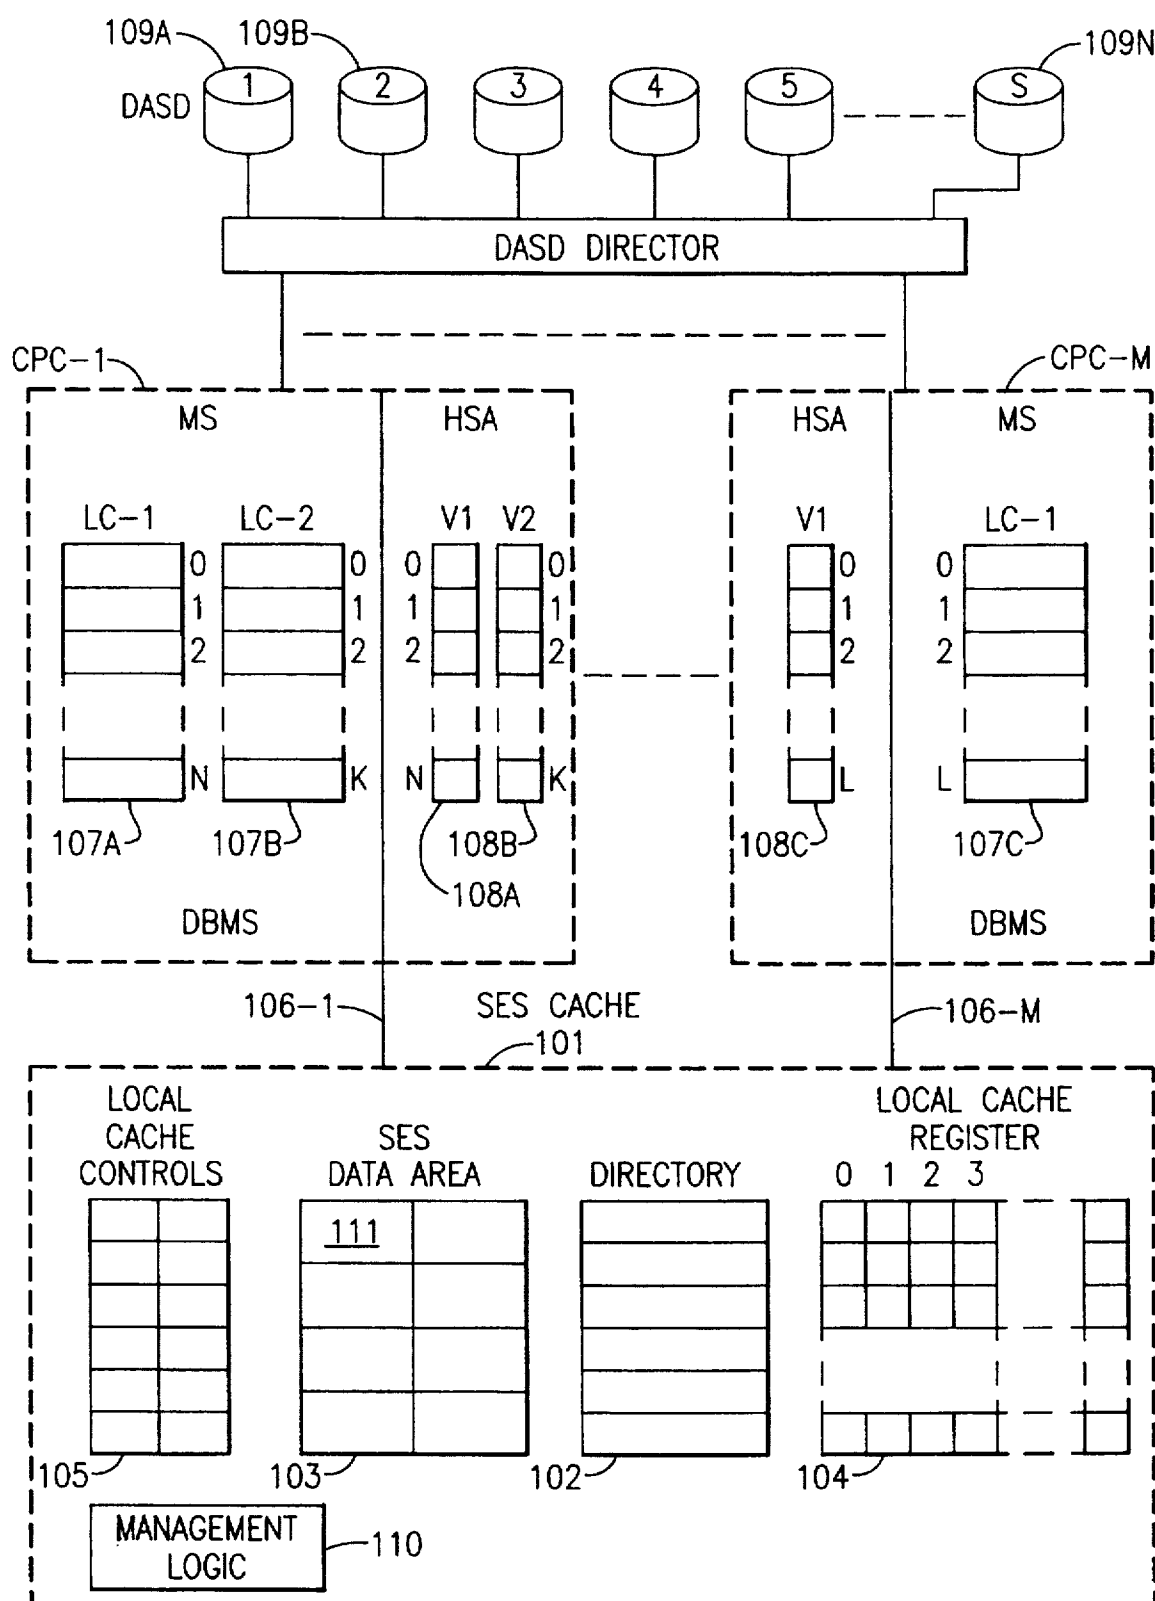 109A 109B 109N
DASD 1 2 3 4 5 S
DASD DIRECTOR
CPC-1 CPC-M
MS HSA HSA MS
LC-1 LC-2 V1 V2 V1 LC-1
0 0 0 0 0 0
1 1 1 1 1 1
2 2 2 2 2 2
N K N K L L
107A 107B 108B 108C 107C
108A
DBMS DBMS
106-1 SES CACHE 106-M
101
LOCAL CACHE CONTROLS
SES DATA AREA
DIRECTORY
LOCAL CACHE REGISTER
0 1 2 3
111
105 103 102 104
MANAGEMENT
LOGIC
110